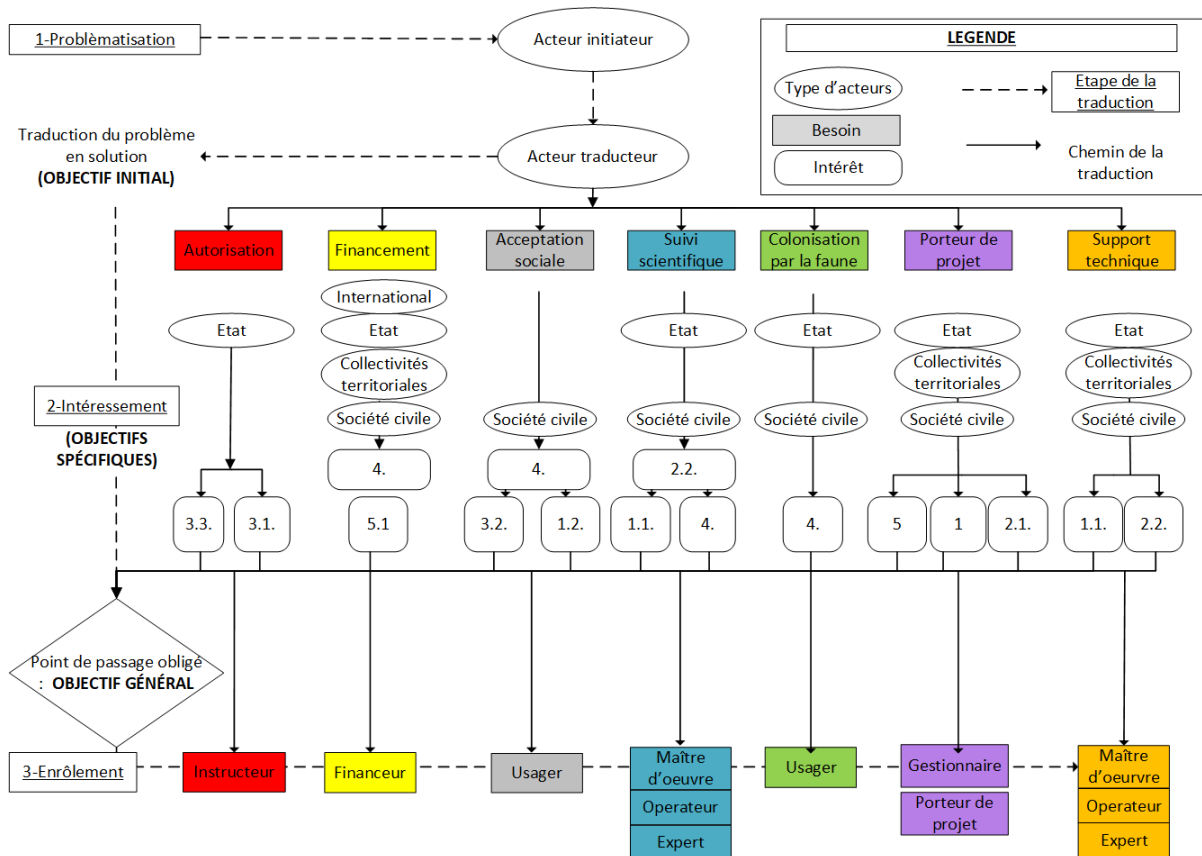 1-Problèmatisation
Acteur initiateur
LEGENDE
Type d'acteurs
Etape de la
traduction
Besoin
Intérêt
Chemin de la
traduction
Traduction du problème
en solution
(OBJECTIF INITIAL)
Acteur traducteur
Autorisation
Financement
Acceptation
sociale
Suivi
scientifique
Colonisation
par la faune
Porteur de
projet
Support
technique
International
Etat
Etat
Etat
Etat
Etat
Etat
Collectivités
territoriales
Collectivités
territoriales
Collectivités
territoriales
2-Intéressement
(OBJECTIFS
SPÉCIFIQUES)
Société civile
Société civile
Société civile
Société civile
Société civile
Société civile
4.
4.
2.2.
3.3.
3.1.
5.1
3.2.
1.2.
1.1.
4.
4.
5
1
2.1.
1.1.
2.2.
Point de passage obligé
: OBJECTIF GÉNÉRAL
3-Enrôlement
Instructeur
Financeur
Usager
Maître
d'oeuvre
Operateur
Expert
Usager
Gestionnaire
Porteur de
projet
Maître
d'oeurvre
Operateur
Expert